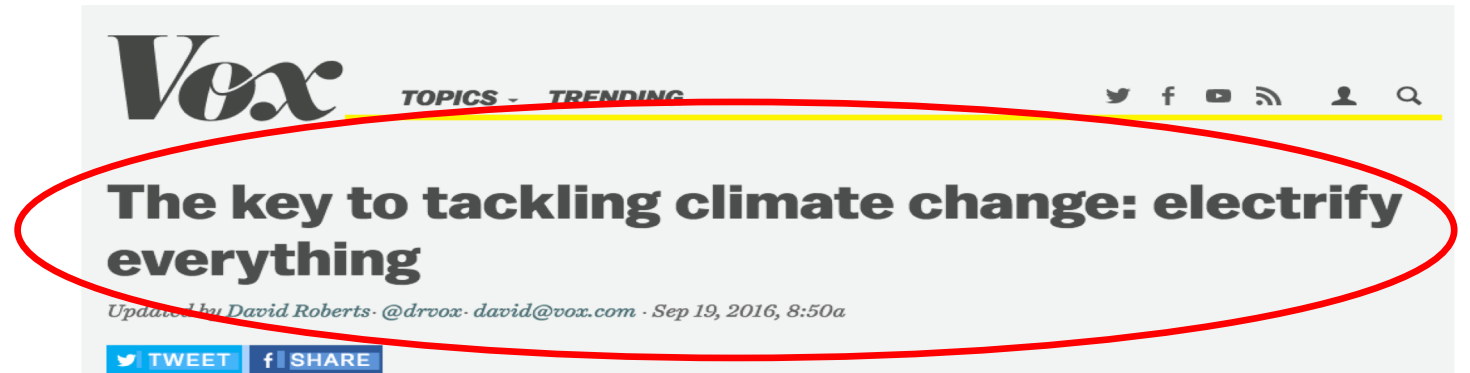 Vox
TOPICS - TRENDING
The key to tackling climate change: electrify
everything
Updated by David Roberts · @drvox · david@vox.com · Sep 19, 2016, 8:50a
TWEET f SHARE